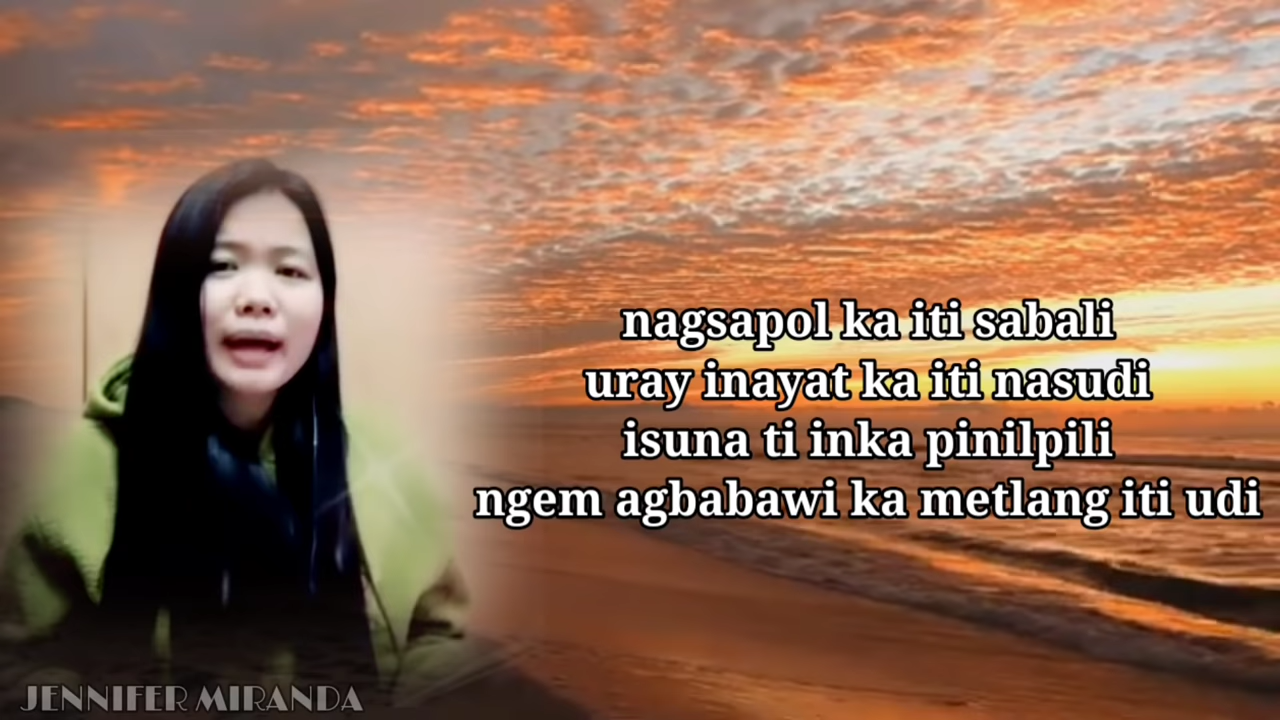 nagsapol ka iti sabali
uray inayat ka iti nasudi
isuna ti inka pinilpili
ngem agbabawi ka metlang iti udi
JENNIFER MIRANDA